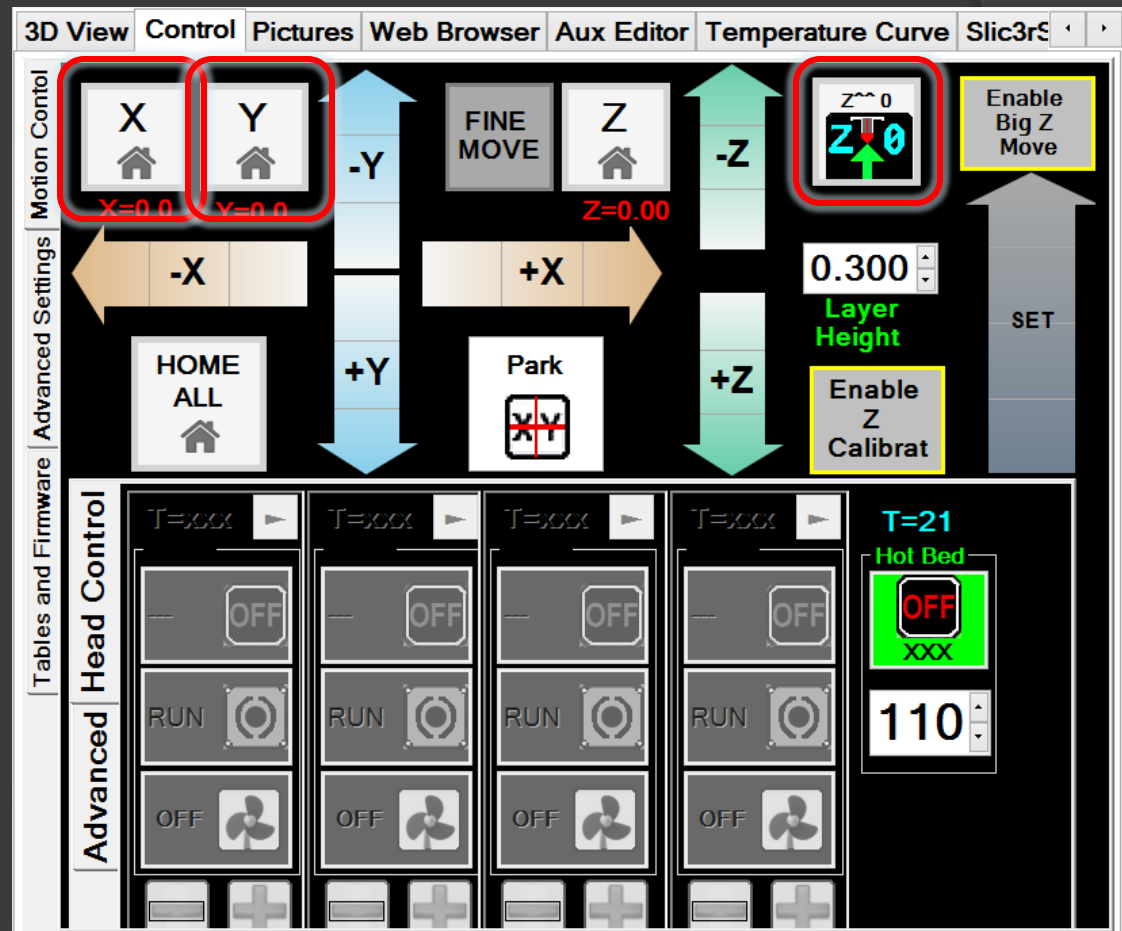 3D View Control Pictures Web Browser Aux Editor Temperature Curve Slic3rS
Motion Contol
Advanced Settings
Tables and Firmware
X
X=0.0
Y
Y=0.0
-Y
FINE
MOVE
Z
Z=0.00
-Z
Z^^ 0
Z 0
Enable
Big Z
Move
-X
+X
0.300
Layer
Height
SET
HOME
ALL
+Y
Park
X Y
+Z
Enable
Z
Calibrat
Head Control
Advanced
T=xxx T=xxx T=xxx T=xxx
T=21
Hot Bed
--- OFF --- OFF --- OFF --- OFF
OFF
xxx
RUN RUN RUN RUN
110
OFF OFF OFF OFF